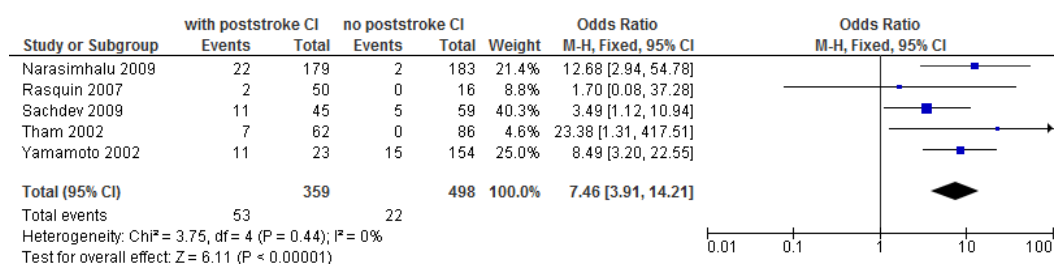 with poststroke CI no poststroke CI Odds Ratio Odds Ratio
Study or Subgroup Events Total Events Total Weight M-H, Fixed, 95% CI M-H, Fixed, 95% CI
Narasimhalu 2009 22 179 2 183 21.4% 12.68 [2.94, 54.78]
Rasquin 2007 2 50 0 16 8.8% 1.70 [0.08, 37.28]
Sachdev 2009 11 45 5 59 40.3% 3.49 [1.12, 10.94]
Tham 2002 7 62 0 86 4.6% 23.38 [1.31, 417.51]
Yamamoto 2002 11 23 15 154 25.0% 8.49 [3.20, 22.55]
Total (95% CI) 359 498 100.0% 7.46 [3.91, 14.21]
Total events 53 22
Heterogeneity: Chi² = 3.75, df = 4 (P = 0.44); I² = 0%
Test for overall effect: Z = 6.11 (P < 0.00001)
0.01 0.1 1 10 100